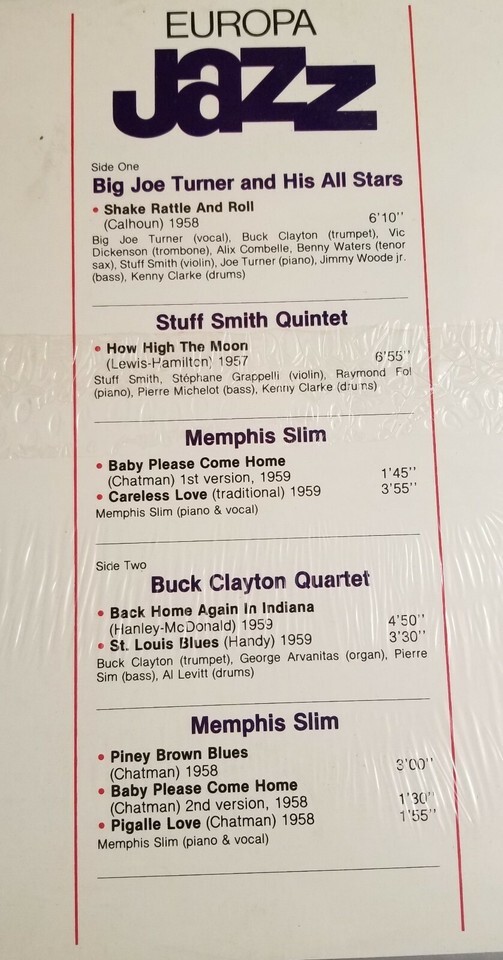 EUROPA
Jazz
Side One
Big Joe Turner and His All Stars
• Shake Rattle And Roll
(Calhoun) 1958 6'10''
Big Joe Turner (vocal), Buck Clayton (trumpet), Vic
Dickenson (trombone), Alix Combelle, Benny Waters (tenor
sax), Stuff Smith (violin), Joe Turner (piano), Jimmy Woode jr.
(bass), Kenny Clarke (drums)
Stuff Smith Quintet
• How High The Moon
(Lewis-Hamilton) 1957 6'55''
Stuff Smith, Stéphane Grappelli (violin), Raymond Fol
(piano), Pierre Michelot (bass), Kenny Clarke (drums)
Memphis Slim
• Baby Please Come Home
(Chatman) 1st version, 1959 1'45''
• Careless Love (traditional) 1959 3'55''
Memphis Slim (piano & vocal)
Side Two
Buck Clayton Quartet
• Back Home Again In Indiana
(Hanley-McDonald) 1959 4'50''
• St. Louis Blues (Handy) 1959 3'30''
Buck Clayton (trumpet), George Arvanitas (organ), Pierre
Sim (bass), Al Levitt (drums)
Memphis Slim
• Piney Brown Blues
(Chatman) 1958 3'00''
• Baby Please Come Home
(Chatman) 2nd version, 1958 1'30''
• Pigalle Love (Chatman) 1958 1'55''
Memphis Slim (piano & vocal)